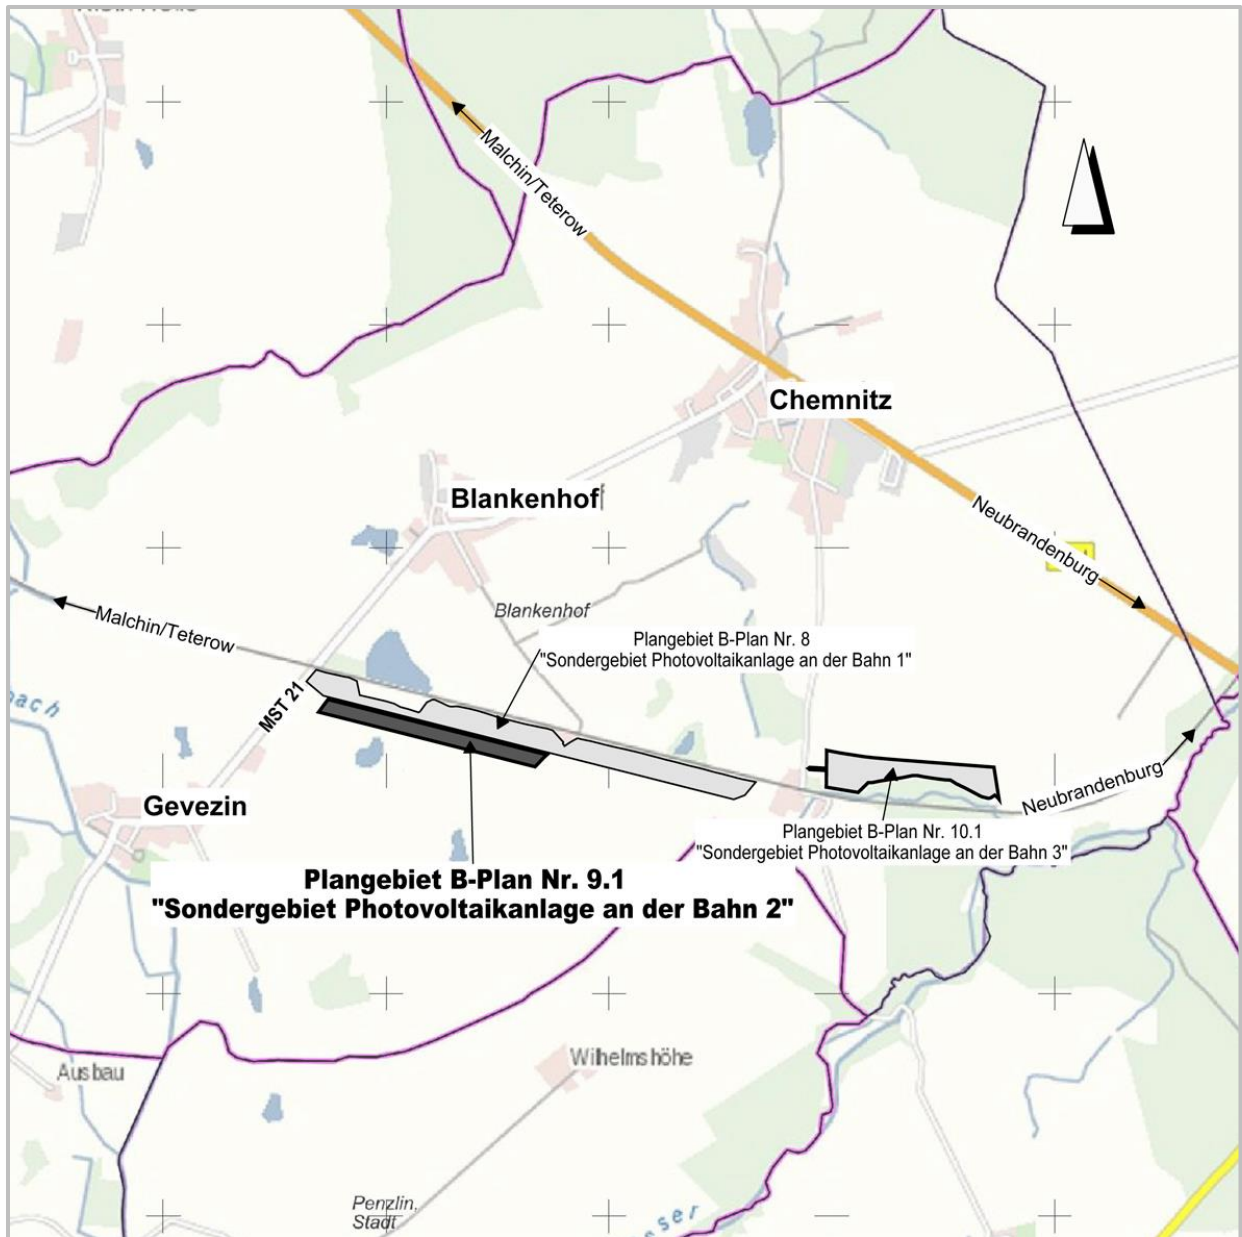 Malchin/Teterow
Chemnitz
Blankenhof
Neubrandenburg
Blankenhof
Malchin/Teterow
Plangebiet B-Plan Nr. 8
"Sondergebiet Photovoltaikanlage an der Bahn 1"
MST 21
bach
Gevezin
Neubrandenburg
Plangebiet B-Plan Nr. 10.1
"Sondergebiet Photovoltaikanlage an der Bahn 3"
Plangebiet B-Plan Nr. 9.1
"Sondergebiet Photovoltaikanlage an der Bahn 2"
Wilhelmshöhe
Ausbau
Penzlin,
Stadt
eser